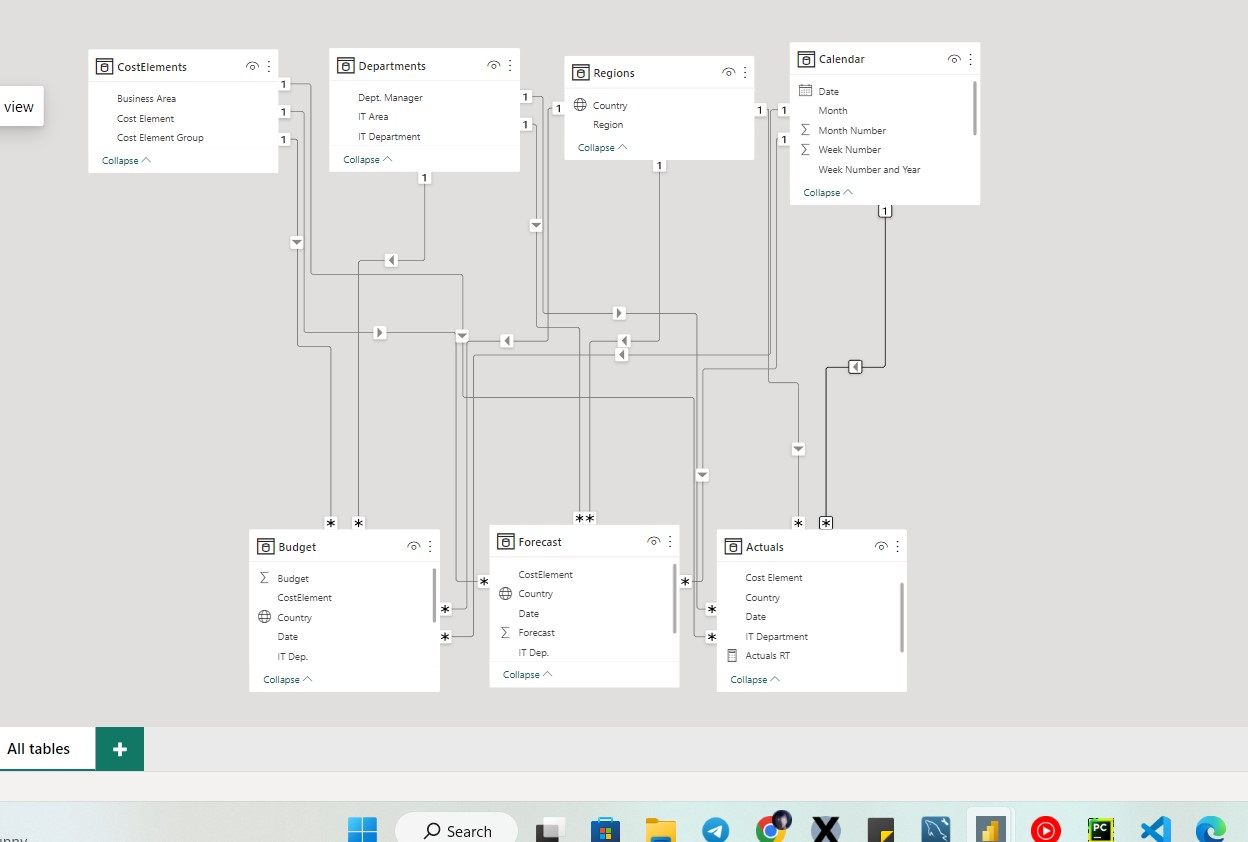 view
CostElements
Business Area
Cost Element
Cost Element Group
Collapse
Departments
Dept. Manager
IT Area
IT Department
Collapse
Regions
Country
Region
Collapse
Calendar
Date
Month
Month Number
Week Number
Week Number and Year
Collapse
1
1
1
1
1
1
1
1
1
1
1
1
*
*
*
*
*
*
*
*
*
*
*
*
Budget
Budget
CostElement
Country
Date
IT Dep.
Collapse
Forecast
CostElement
Country
Date
Forecast
IT Dep.
Collapse
Actuals
Cost Element
Country
Date
IT Department
Actuals RT
Collapse
All tables
Search
PC